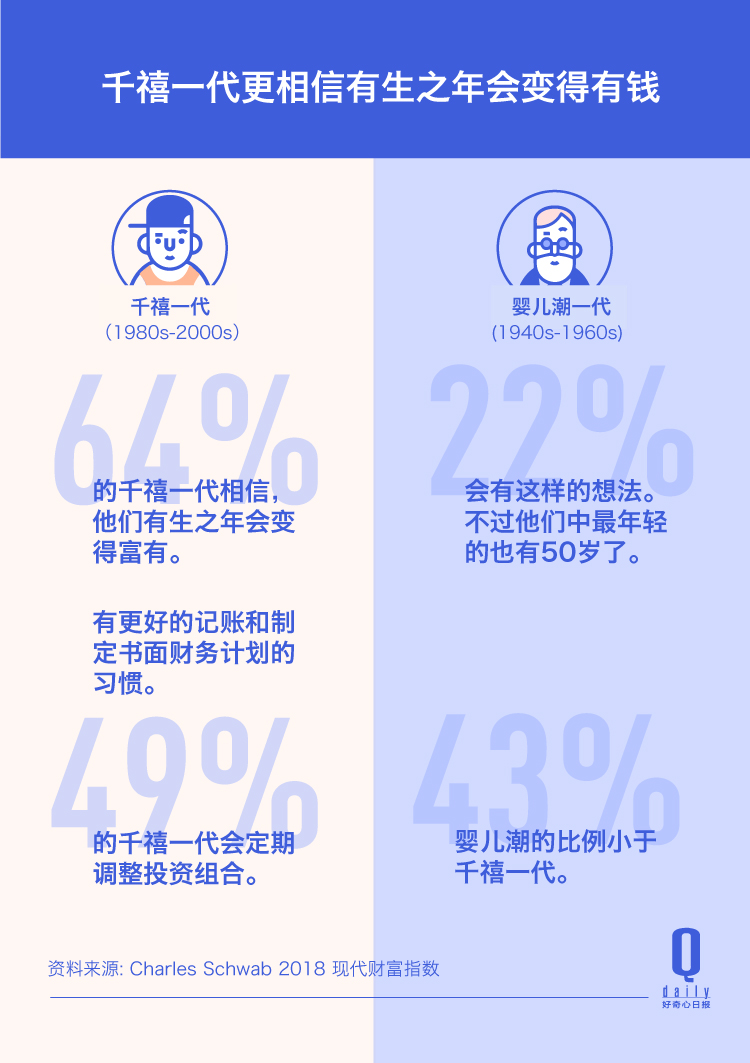 千禧一代更相信有生之年会变得有钱
千禧一代
（1980s-2000s）
64%
的千禧一代相信，
他们有生之年会变
得富有。
有更好的记账和制
定书面财务计划的
习惯。
49%
的千禧一代会定期
调整投资组合。
婴儿潮一代
(1940s-1960s)
22%
会有这样的想法。
不过他们中最年轻
的也有50岁了。
43%
婴儿潮的比例小于
千禧一代。
资料来源: Charles Schwab 2018 现代财富指数
Q
daily
好奇心日报